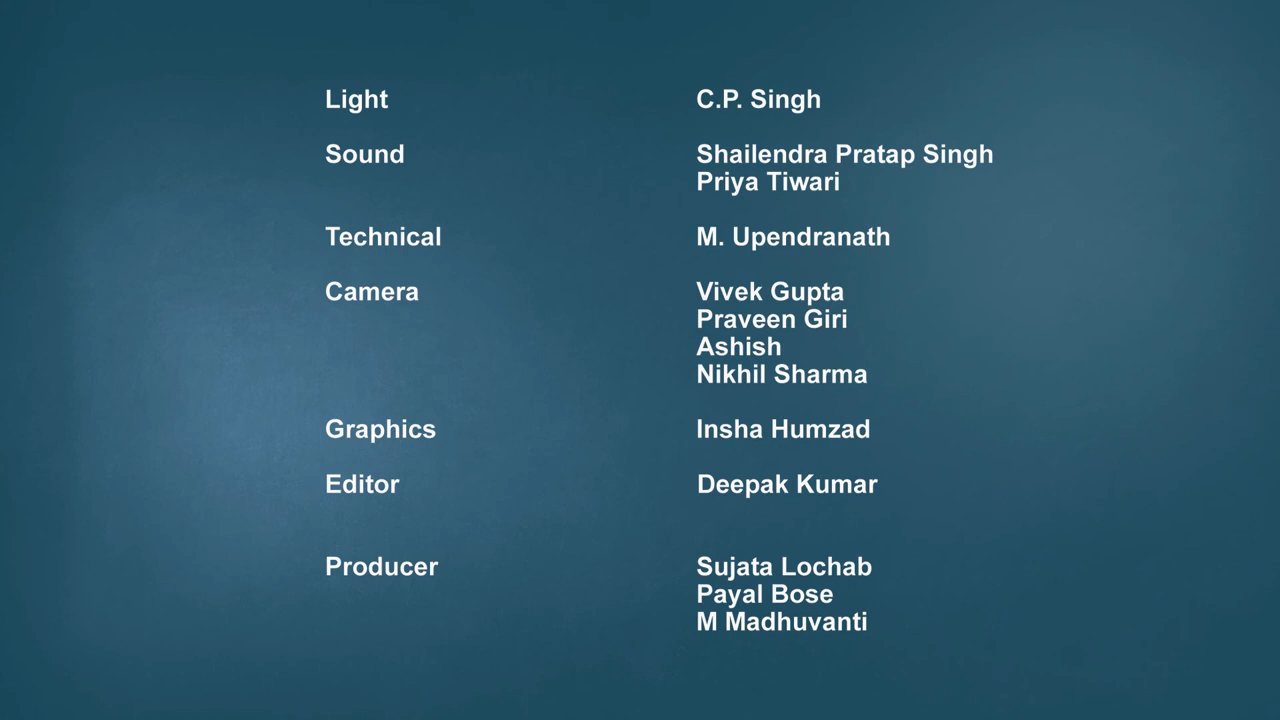 Light C.P. Singh
Sound Shailendra Pratap Singh
Priya Tiwari
Technical M. Upendranath
Camera Vivek Gupta
Praveen Giri
Ashish
Nikhil Sharma
Graphics Insha Humzad
Editor Deepak Kumar
Producer Sujata Lochab
Payal Bose
M Madhuvanti